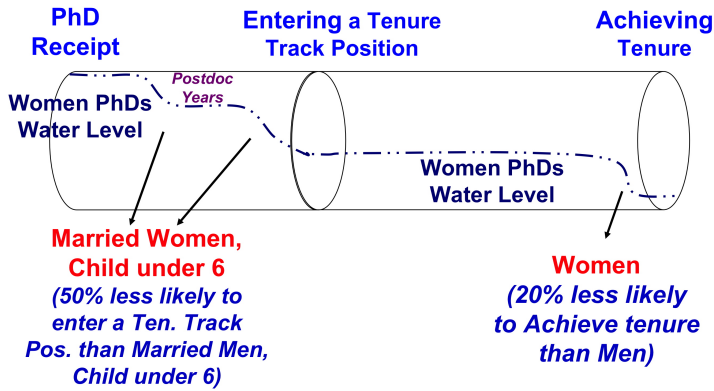 PhD
Receipt
Entering a Tenure
Track Position
Achieving
Tenure
Postdoc
Years
Women PhDs
Water Level
Women PhDs
Water Level
Married Women,
Child under 6
(50% less likely to
enter a Ten. Track
Pos. than Married Men,
Child under 6)
Women
(20% less likely
to Achieve tenure
than Men)